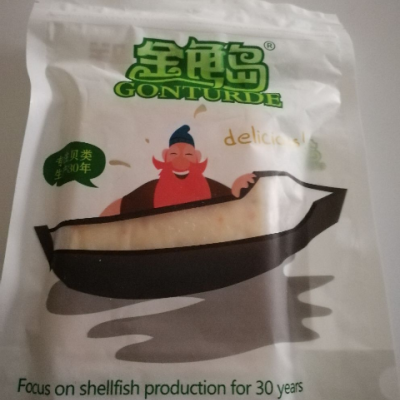 金龟岛®
GONTURDE
delicious
Focus on shellfish production for 30 years